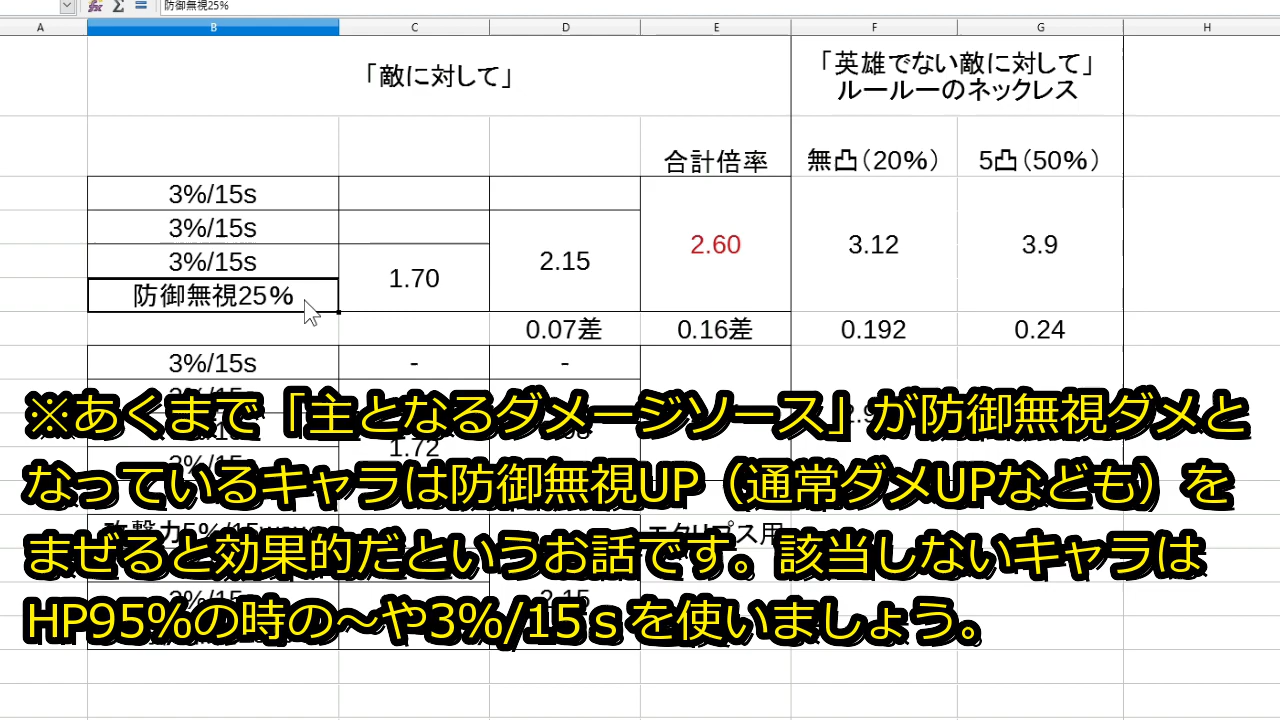 防御無視25%
A B C D E F G H
「敵に対して」
「英雄でない敵に対して」
ルールーのネックレス
合計倍率 無凸（20%） 5凸（50%）
3%/15s
3%/15s
3%/15s
防御無視25%
1.70
2.15
2.60
3.12
3.9
0.07差 0.16差 0.192 0.24
3%/15s - -
1.72
エクリプス用
2.15
※あくまで「主となるダメージソース」が防御無視ダメと
なっているキャラは防御無視UP（通常ダメUPなども）を
まぜると効果的だというお話です。該当しないキャラは
HP95%の時の～や3%/15ｓを使いましょう。